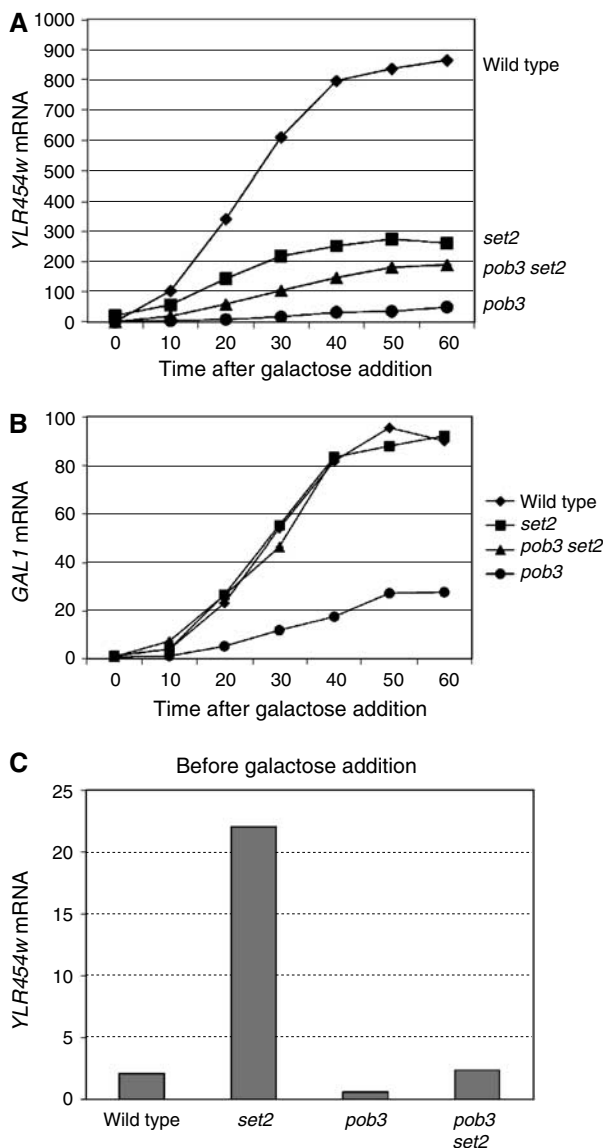 A
1000
900
800
700
600
500
400
300
200
100
0
YLR454w mRNA
Wild type
set2
pob3 set2
pob3
0 10 20 30 40 50 60
Time after galactose addition
B
100
80
60
40
20
0
GAL1 mRNA
Wild type
set2
pob3 set2
pob3
0 10 20 30 40 50 60
Time after galactose addition
C
Before galactose addition
25
20
15
10
5
0
YLR454w mRNA
Wild type
set2
pob3
pob3
set2